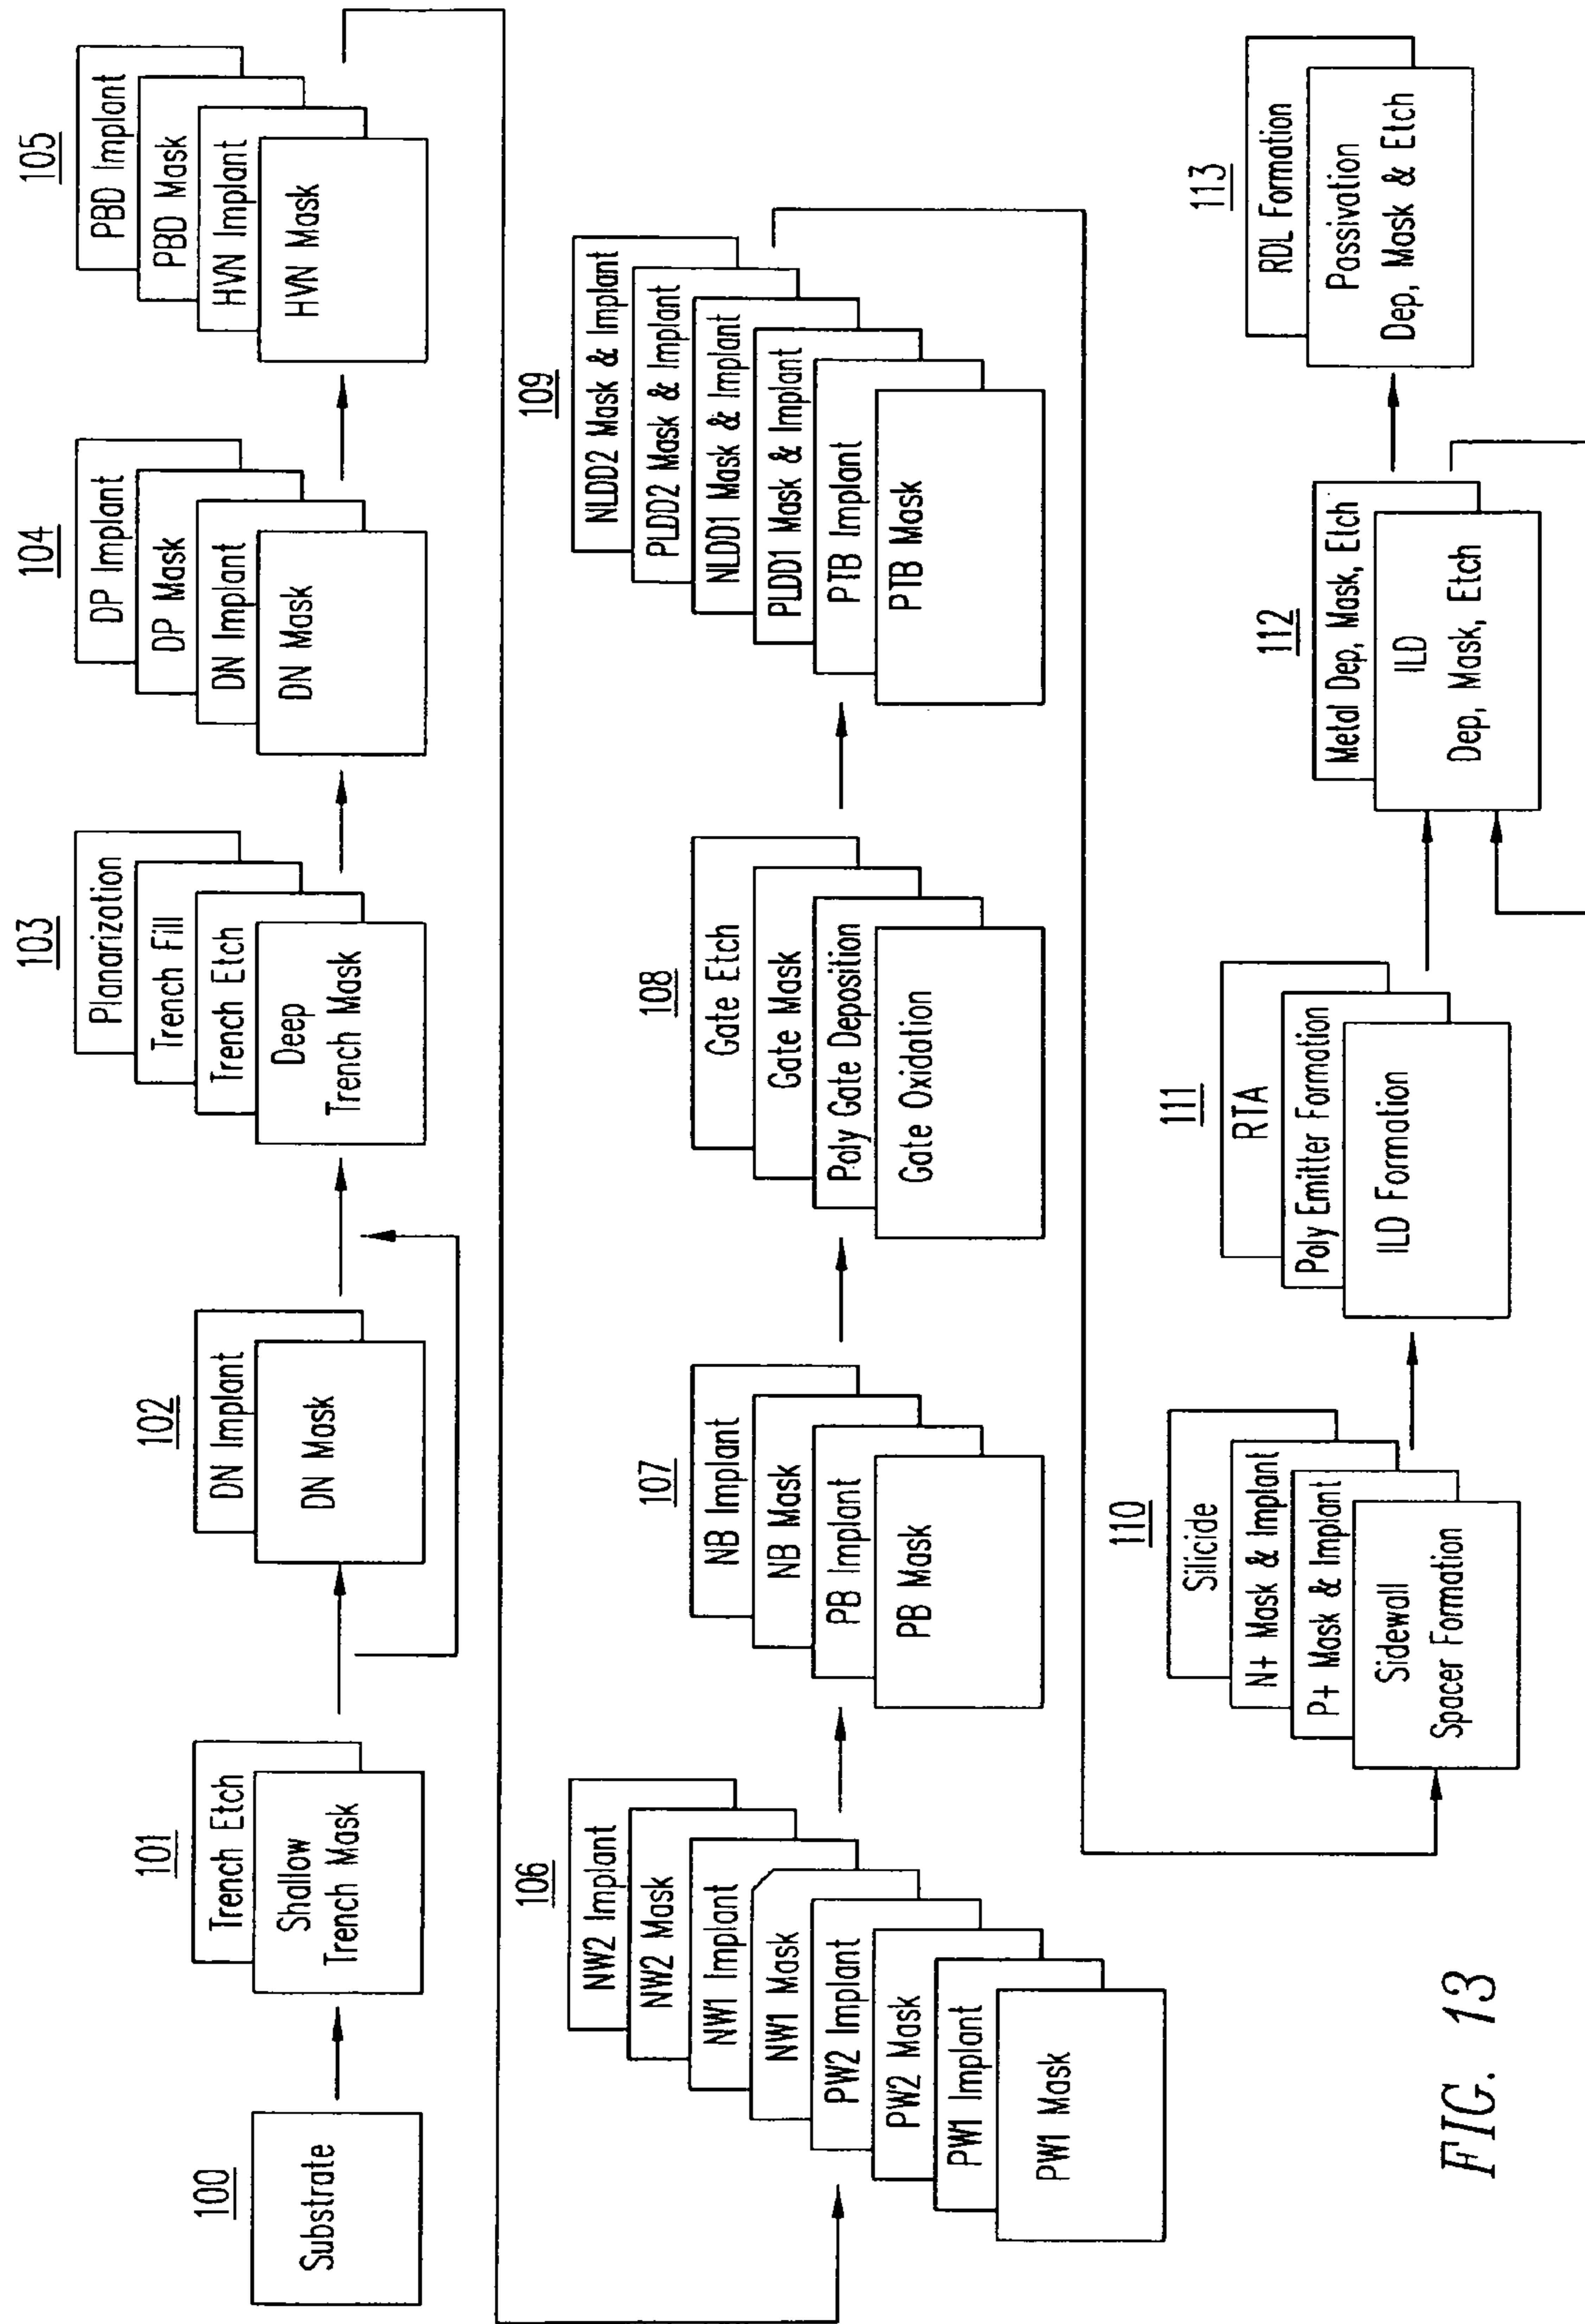 100
Substrate
101
Trench Etch
Shallow
Trench Mask
102
DN Implant
DN Mask
103
Planarization
Trench Fill
Trench Etch
Deep
Trench Mask
104
DP Implant
DP Mask
DN Implant
DN Mask
105
PBD Implant
PBD Mask
HVN Implant
HVN Mask
106
NW2 Implant
NW2 Mask
NW1 Implant
NW1 Mask
PW2 Implant
PW2 Mask
PW1 Implant
PW1 Mask
107
NB Implant
NB Mask
PB Implant
PB Mask
108
Gate Etch
Gate Mask
Poly Gate Deposition
Gate Oxidation
109
NLDD2 Mask & Implant
PLDD2 Mask & Implant
NLDD1 Mask & Implant
PLDD1 Mask & Implant
PTB Implant
PTB Mask
110
Silicide
N+ Mask & Implant
P+ Mask & Implant
Sidewall
Spacer Formation
111
RTA
Poly Emitter Formation
ILD Formation
112
Metal Dep, Mask, Etch
ILD
Dep, Mask, Etch
113
RDL Formation
Passivation
Dep, Mask & Etch
FIG. 13